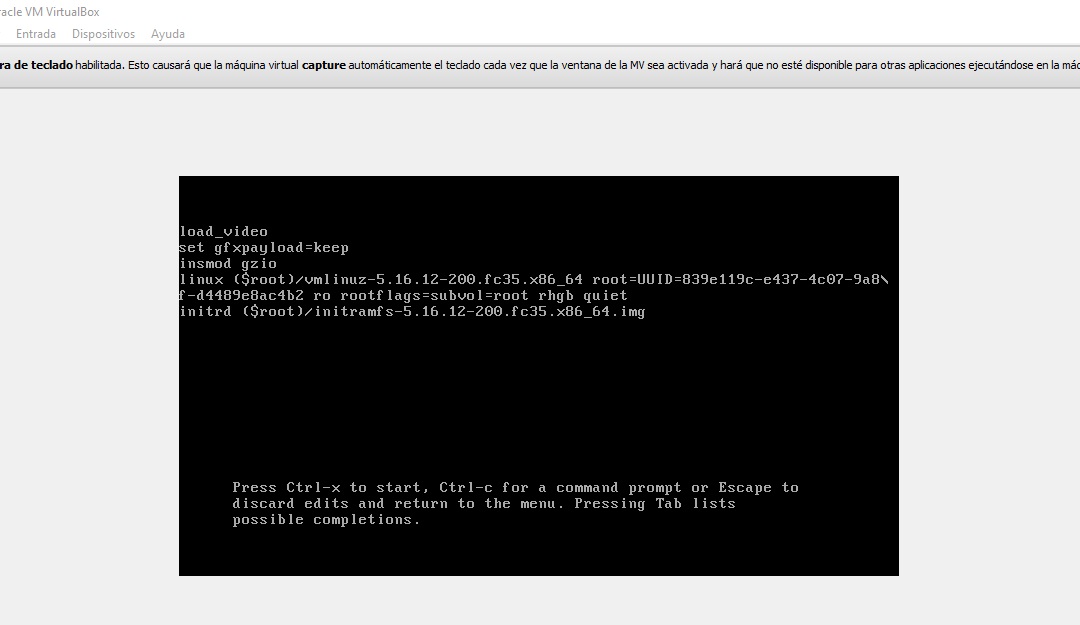 acle VM VirtualBox
Entrada Dispositivos Ayuda
ra de teclado habilitada. Esto causará que la máquina virtual capture automáticamente el teclado cada vez que la ventana de la MV sea activada y hará que no esté disponible para otras aplicaciones ejecutándose en la máq
load_video
set gfxpayload=keep
insmod gzio
linux ($root)/vmlinuz-5.16.12-200.fc35.x86_64 root=UUID=839e119c-e437-4c07-9a8\
f-d4489e8ac4b2 ro rootflags=subvol=root rhgb quiet
initrd ($root)/initramfs-5.16.12-200.fc35.x86_64.img
Press Ctrl-x to start, Ctrl-c for a command prompt or Escape to
discard edits and return to the menu. Pressing Tab lists
possible completions.